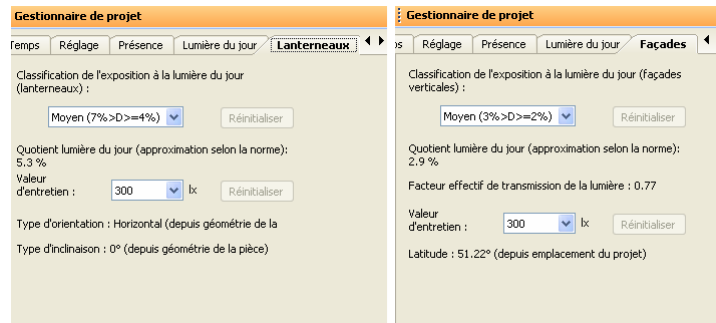 Gestionnaire de projet
Temps Réglage Présence Lumière du jour Lanterneaux
Classification de l'exposition à la lumière du jour
(lanterneaux) :
Moyen (7%>D>=4%) Réinitialiser
Quotient lumière du jour (approximation selon la norme):
5.3 %
Valeur
d'entretien : 300 lx Réinitialiser
Type d'orientation : Horizontal (depuis géométrie de la
Type d'inclinaison : 0° (depuis géométrie de la pièce)
Gestionnaire de projet
os Réglage Présence Lumière du jour Façades
Classification de l'exposition à la lumière du jour (façades
verticales) :
Moyen (3%>D>=2%) Réinitialiser
Quotient lumière du jour (approximation selon la norme):
2.9 %
Facteur effectif de transmission de la lumière : 0.77
Valeur
d'entretien : 300 lx Réinitialiser
Latitude : 51.22° (depuis emplacement du projet)